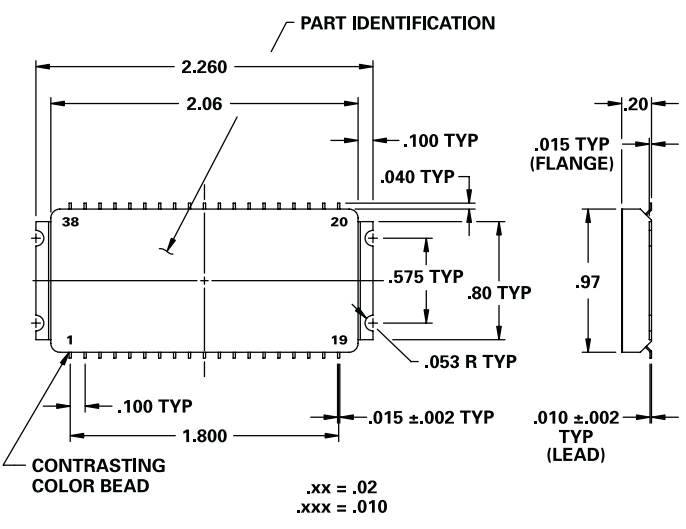 PART IDENTIFICATION
2.260
2.06
.20
.100 TYP
.015 TYP
(FLANGE)
.040 TYP
38
20
.575 TYP
.80 TYP
.97
1
19
.053 R TYP
.100 TYP
.015 ±.002 TYP
.010 ±.002
TYP
(LEAD)
1.800
CONTRASTING
COLOR BEAD
.xx = .02
.xxx = .010